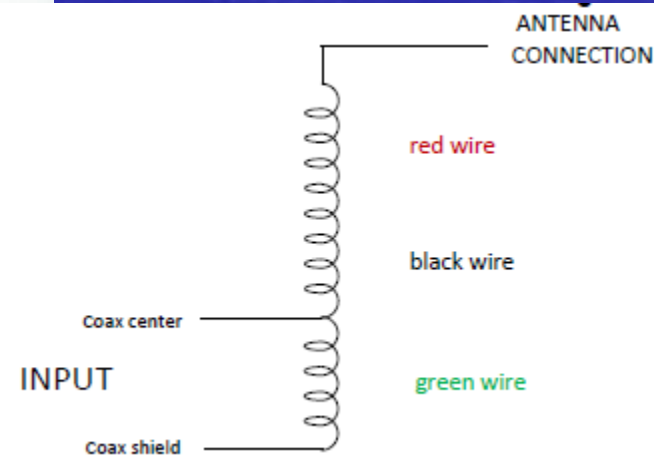 ANTENNA
CONNECTION
red wire
black wire
Coax center
INPUT
green wire
Coax shield